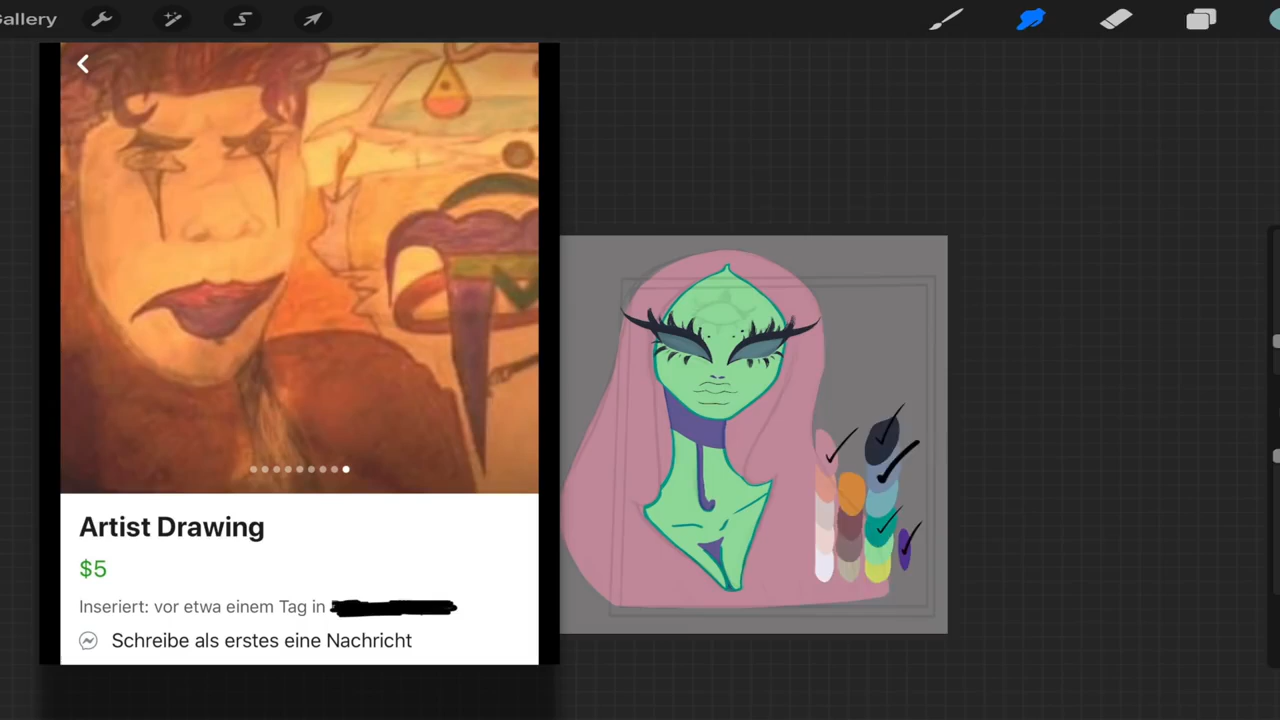 Gallery
Artist Drawing
$5
Inseriert: vor etwa einem Tag in
Schreibe als erstes eine Nachricht